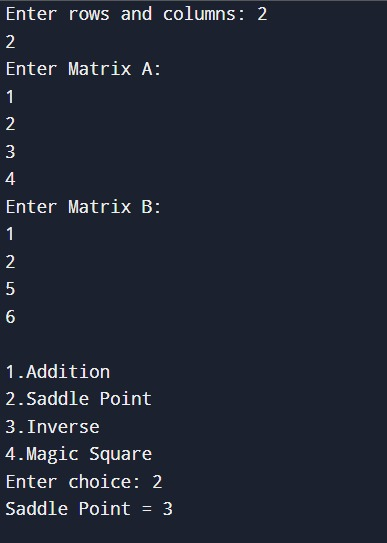 Enter rows and columns: 2
2
Enter Matrix A:
1
2
3
4
Enter Matrix B:
1
2
5
6
1.Addition
2.Saddle Point
3.Inverse
4.Magic Square
Enter choice: 2
Saddle Point = 3